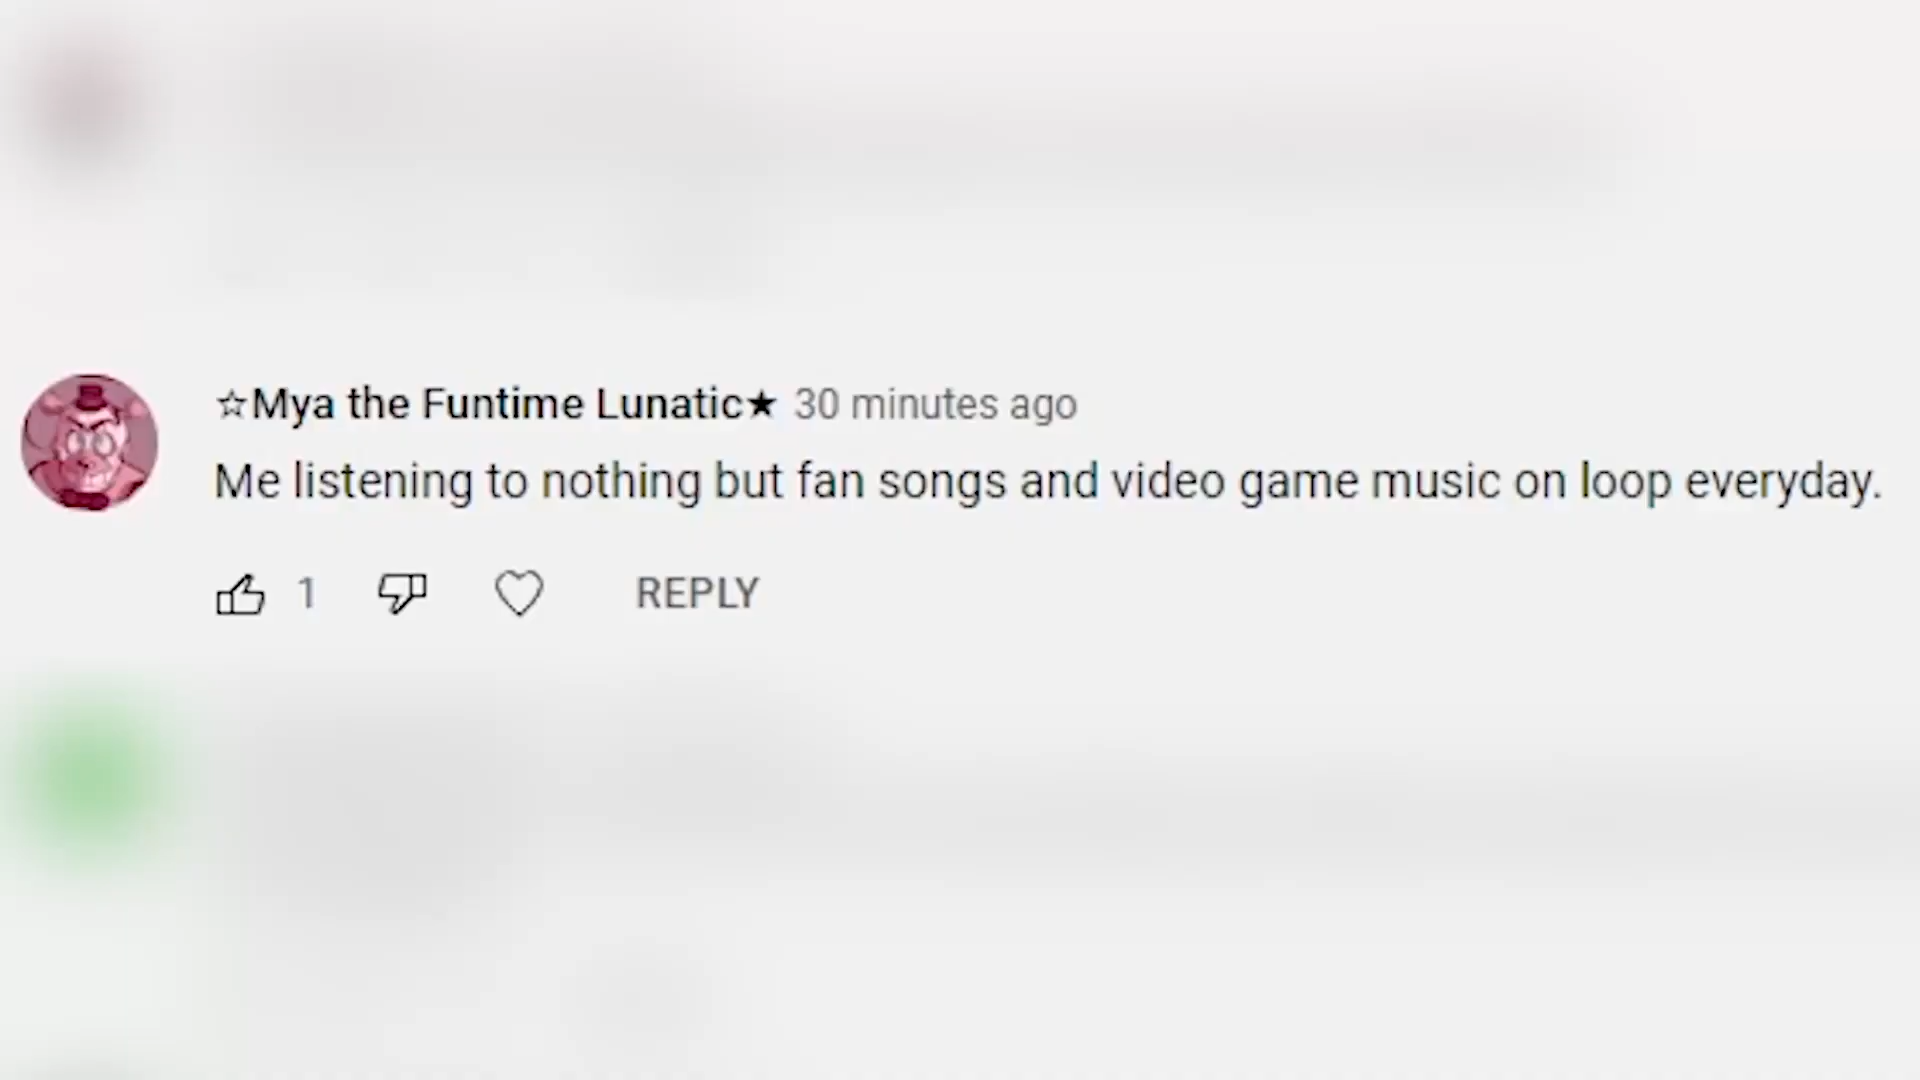 ☆Mya the Funtime Lunatic★ 30 minutes ago
Me listening to nothing but fan songs and video game music on loop everyday.
1 REPLY